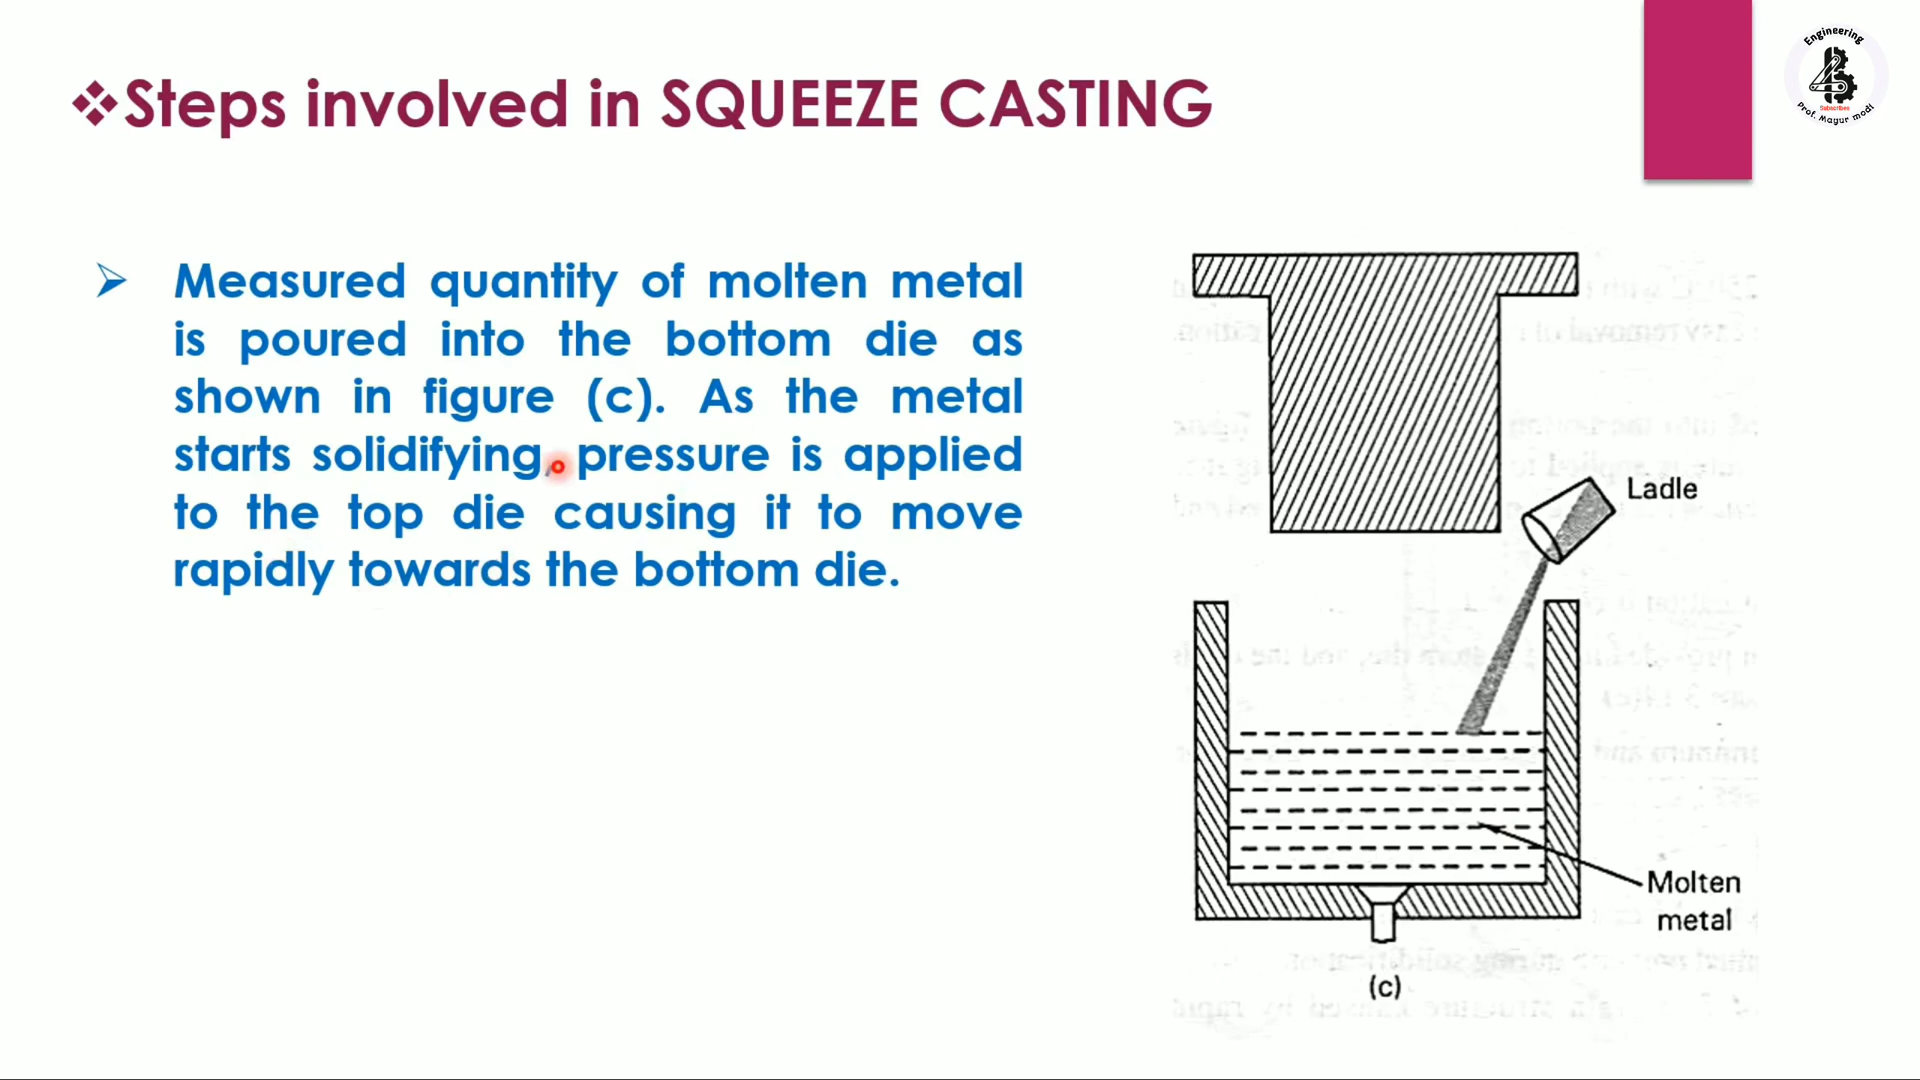 ❖Steps involved in SQUEEZE CASTING
Engineering
Subscribes
Prof. Mayur modi
➢ Measured quantity of molten metal
is poured into the bottom die as
shown in figure (c). As the metal
starts solidifying, pressure is applied
to the top die causing it to move
rapidly towards the bottom die.
Ladle
Molten
metal
(c)